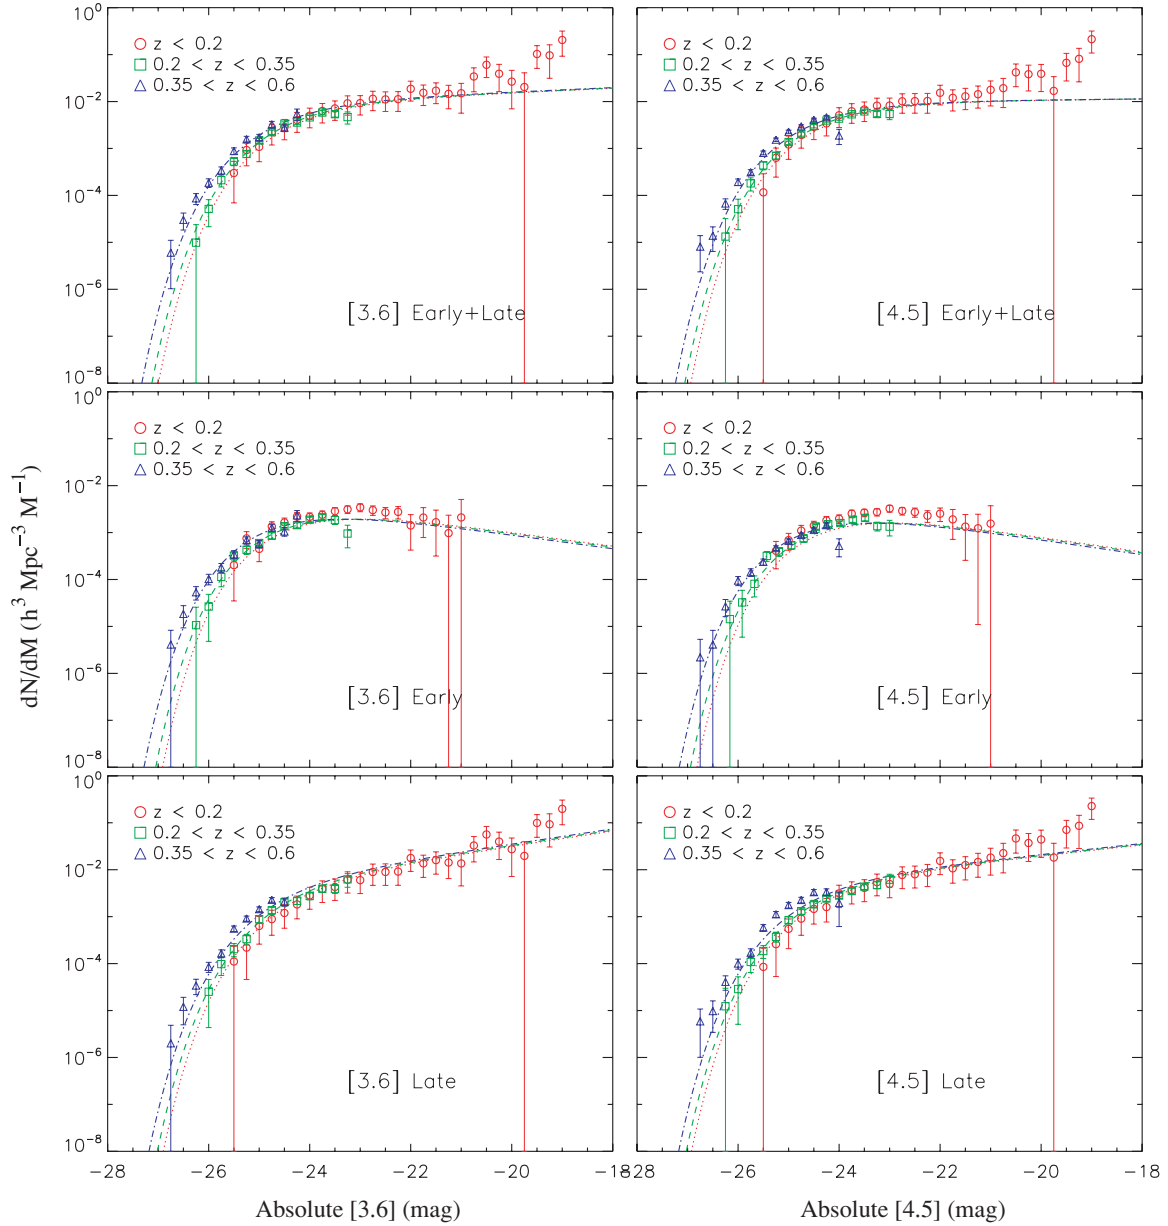 10^0
10^−2
10^−4
10^−6
10^−8
z < 0.2
0.2 < z < 0.35
0.35 < z < 0.6
[3.6] Early+Late
z < 0.2
0.2 < z < 0.35
0.35 < z < 0.6
[4.5] Early+Late
10^0
10^−2
10^−4
10^−6
10^−8
z < 0.2
0.2 < z < 0.35
0.35 < z < 0.6
[3.6] Early
z < 0.2
0.2 < z < 0.35
0.35 < z < 0.6
[4.5] Early
dN/dM (h^3 Mpc^−3 M^−1)
10^0
10^−2
10^−4
10^−6
10^−8
z < 0.2
0.2 < z < 0.35
0.35 < z < 0.6
[3.6] Late
z < 0.2
0.2 < z < 0.35
0.35 < z < 0.6
[4.5] Late
−28 −26 −24 −22 −20 −18
−28 −26 −24 −22 −20 −18
Absolute [3.6] (mag)
Absolute [4.5] (mag)